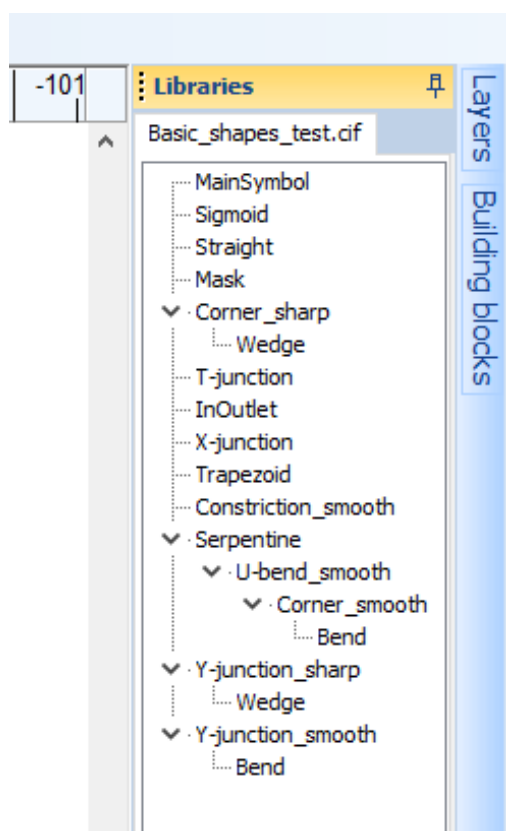 -101
Libraries
Basic_shapes_test.cif
MainSymbol
Sigmoid
Straight
Mask
Corner_sharp
Wedge
T-junction
InOutlet
X-junction
Trapezoid
Constriction_smooth
Serpentine
U-bend_smooth
Corner_smooth
Bend
Y-junction_sharp
Wedge
Y-junction_smooth
Bend
Layers
Building blocks